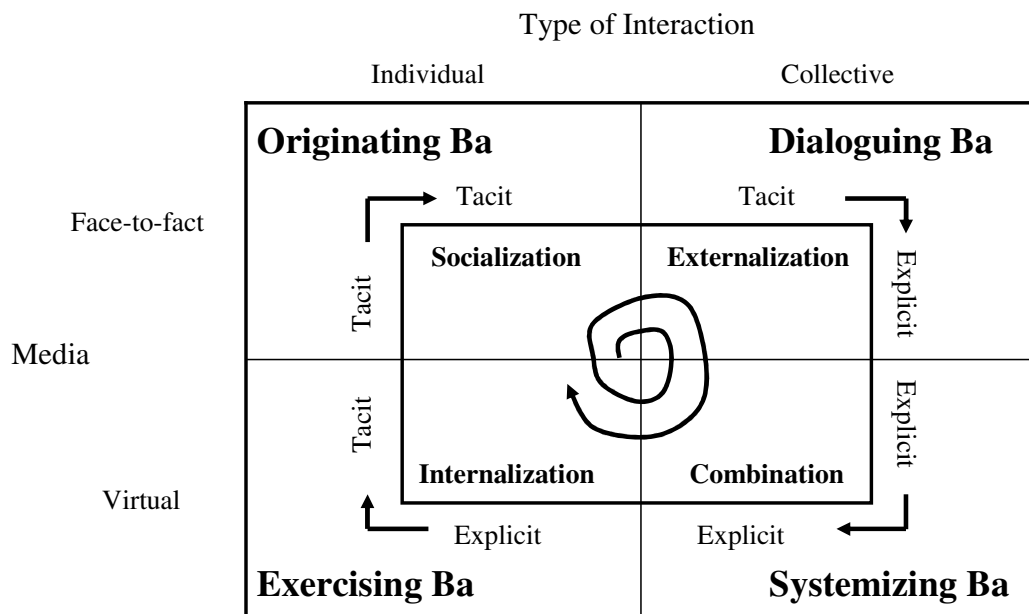 Type of Interaction
Individual
Collective
Originating Ba
Dialoguing Ba
Tacit
Tacit
Face-to-fact
Socialization
Externalization
Tacit
Explicit
Media
Tacit
Explicit
Internalization
Combination
Virtual
Explicit
Explicit
Exercising Ba
Systemizing Ba